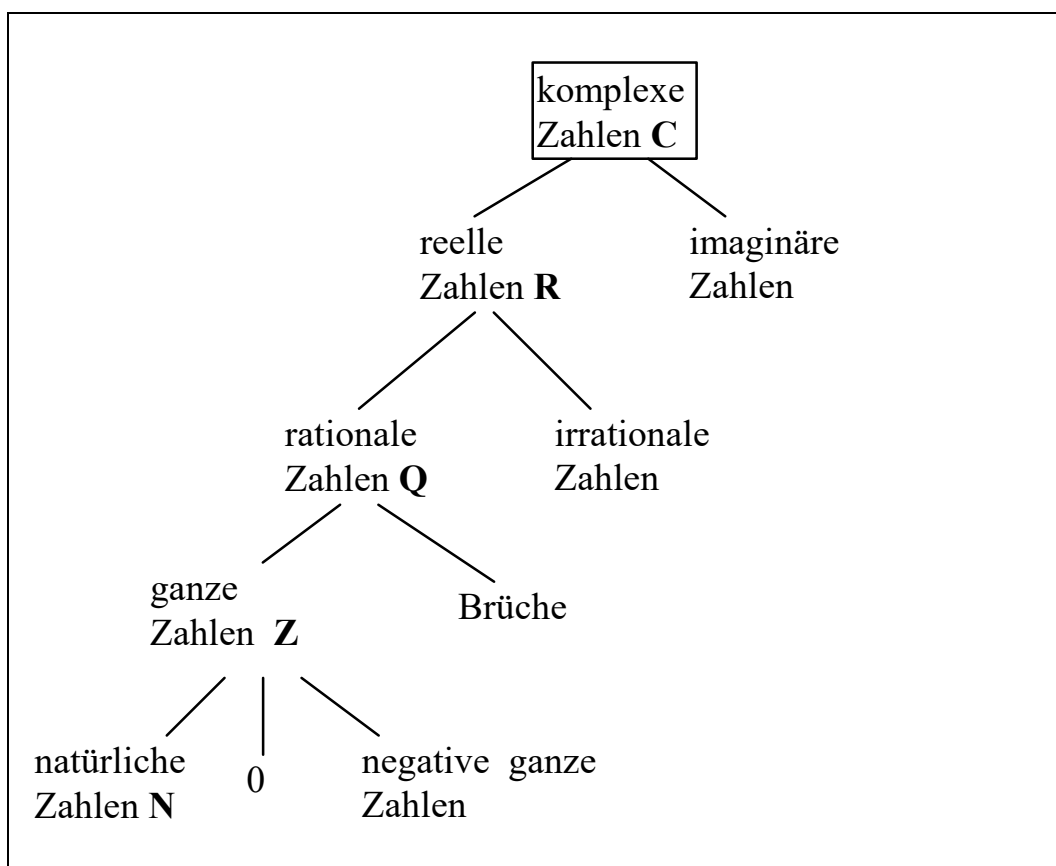 komplexe
Zahlen C
reelle
Zahlen R
imaginäre
Zahlen
rationale
Zahlen Q
irrationale
Zahlen
ganze
Zahlen Z
Brüche
natürliche
Zahlen N
0
negative ganze
Zahlen